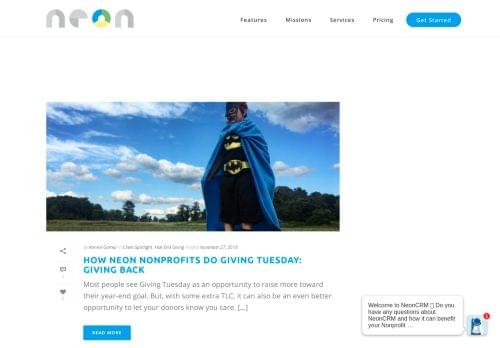 neon
Features Missions Services Pricing Get Started
by Ronnie Gomez in Client Spotlight, Year End Giving Posted November 27, 2018
HOW NEON NONPROFITS DO GIVING TUESDAY:
GIVING BACK
Most people see Giving Tuesday as an opportunity to raise more toward
their year-end goal. But, with some extra TLC, it can also be an even better
opportunity to let your donors know you care. [...]
READ MORE
Welcome to NeonCRM Do you
have any questions about
NeonCRM and how it can benefit
your Nonprofit ...
1